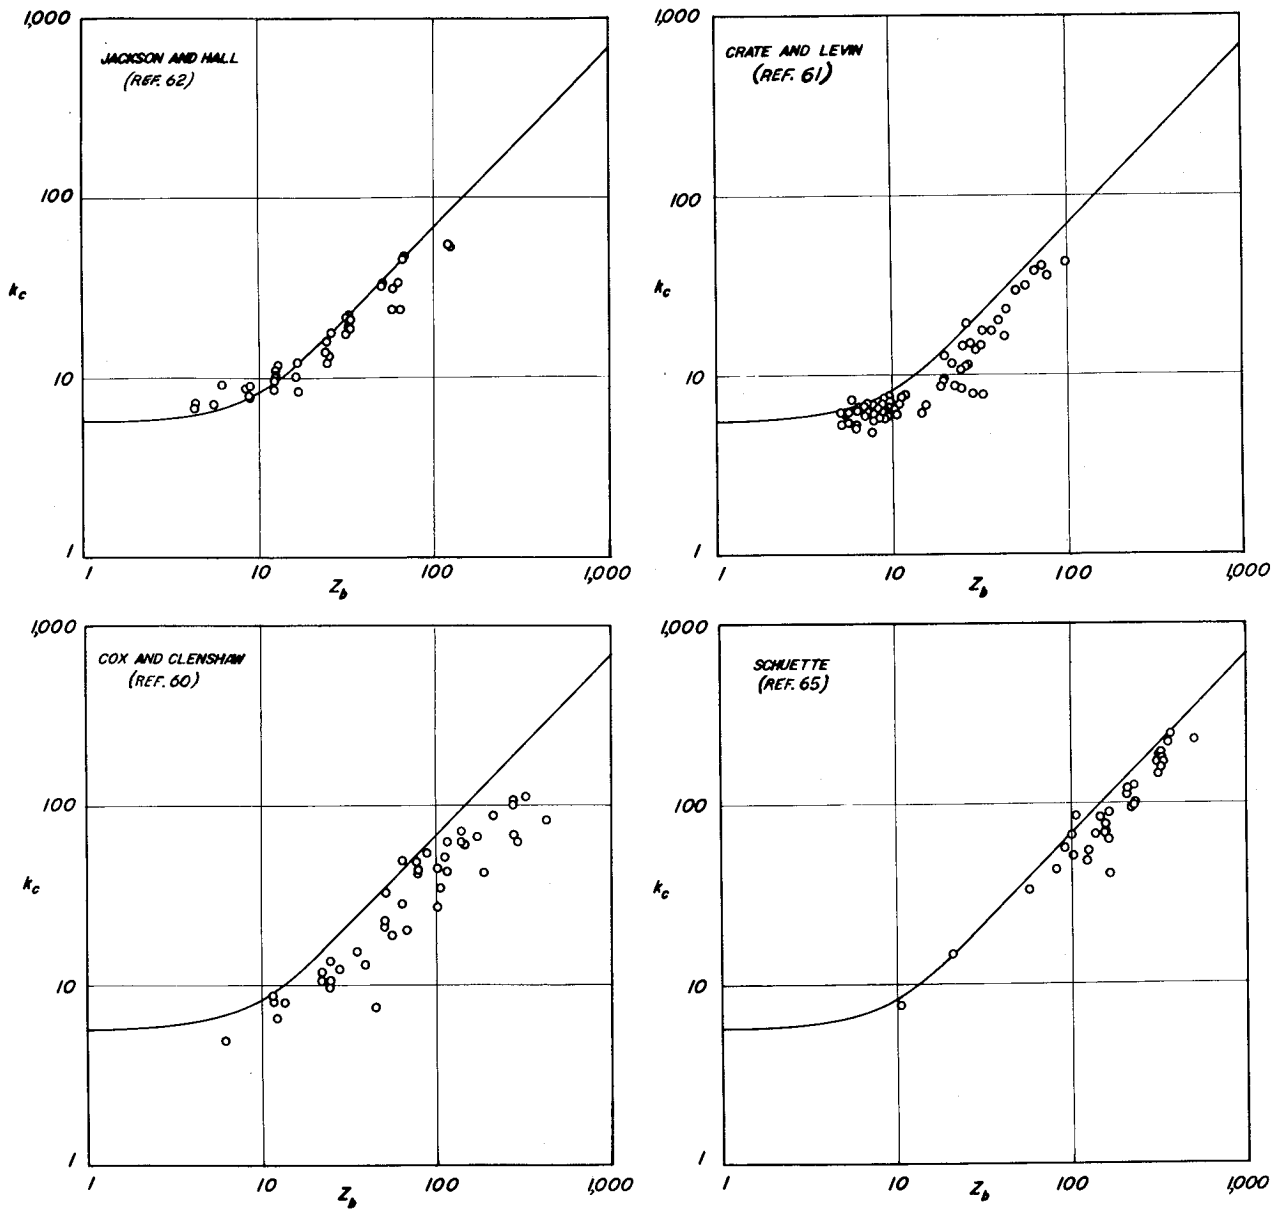 1,000
JACKSON AND HALL
(REF. 62)
100
k_c
10
1
1
10
100
1,000
Z_b
1,000
CRATE AND LEVIN
(REF. 61)
100
k_c
10
1
1
10
100
1,000
Z_b
1,000
COX AND CLENSHAW
(REF. 60)
100
k_c
10
1
1
10
100
1,000
Z_b
1,000
SCHUETTE
(REF. 65)
100
k_c
10
1
1
10
100
1,000
Z_b